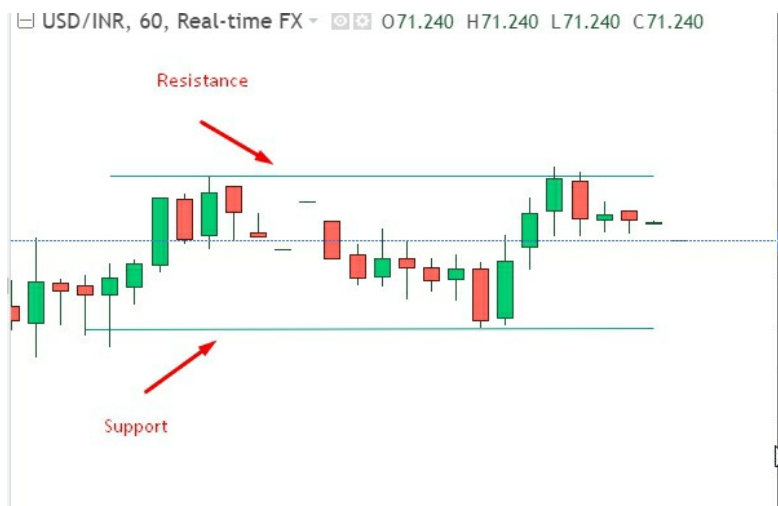 USD/INR, 60, Real-time FX O71.240 H71.240 L71.240 C71.240
Resistance
Support